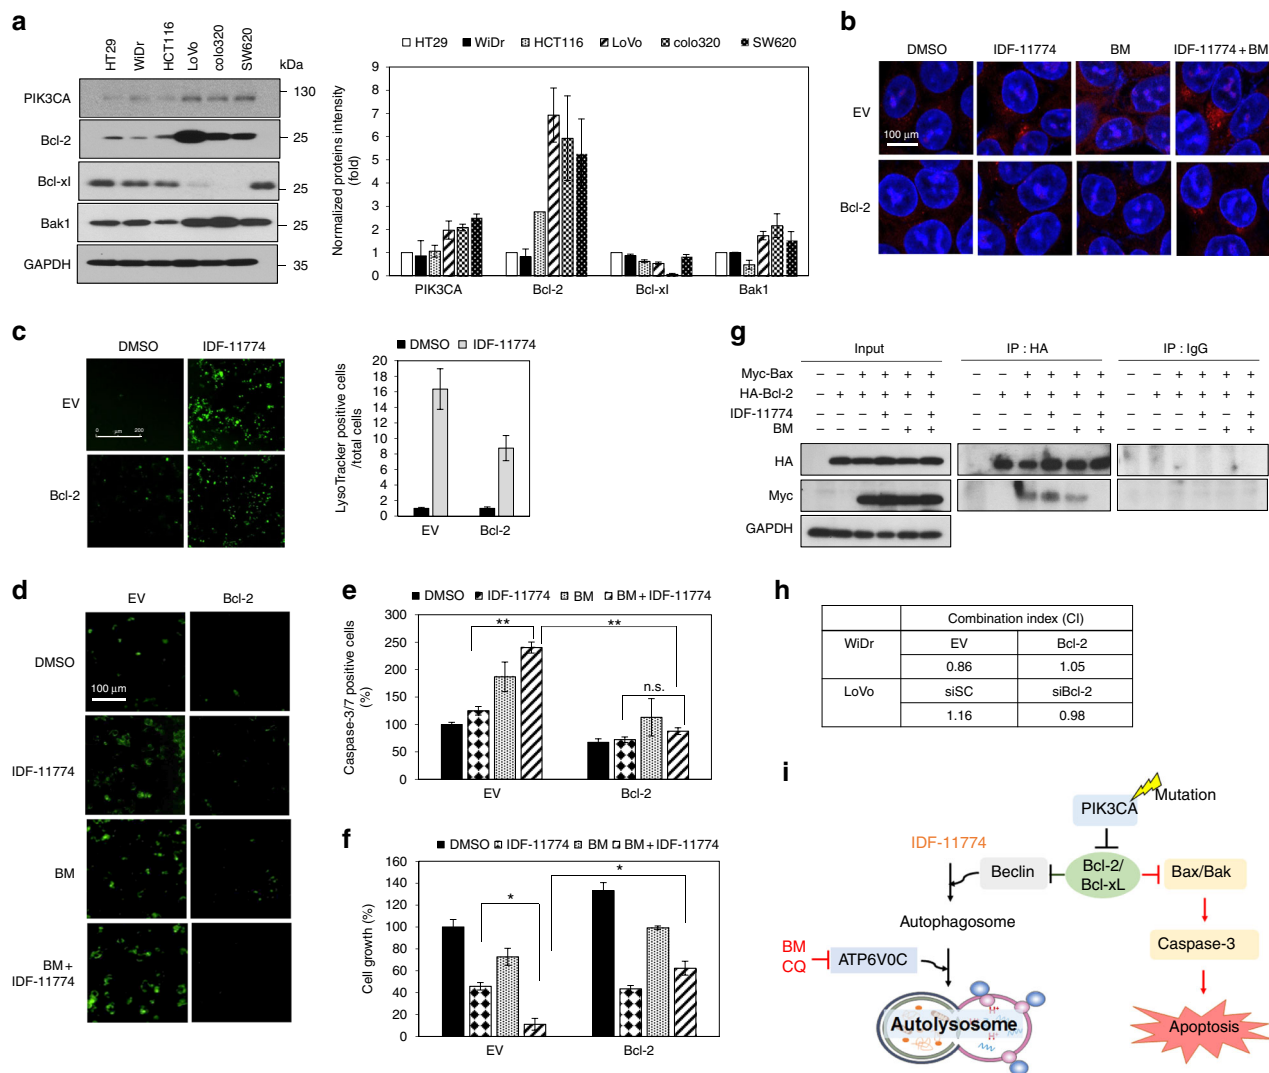 a
HT29 WiDr HCT116 LoVo colo320 SW620 kDa
PIK3CA 130
Bcl-2 25
Bcl-xl 25
Bak1 25
GAPDH 35
HT29 WiDr HCT116 LoVo colo320 SW620
Normalized proteins intensity
(fold)
9
8
7
6
5
4
3
2
1
0
PIK3CA Bcl-2 Bcl-xl Bak1
b
DMSO IDF-11774 BM IDF-11774 + BM
EV
100 µm
Bcl-2
c
DMSO IDF-11774
EV
0 µm 200
Bcl-2
DMSO IDF-11774
LysoTracker positive cells
/total cells
20
18
16
14
12
10
8
6
4
2
0
EV Bcl-2
g
Input IP : HA IP : IgG
Myc-Bax – – + + + + – – + + + + – – + + + +
HA-Bcl-2 – + + + + + – + + + + + – + + + + +
IDF-11774 – – – + – + – – – + – + – – – + – +
BM – – – – + + – – – – + + – – – – + +
HA
Myc
GAPDH
d
EV Bcl-2
DMSO
100 µm
IDF-11774
BM
BM +
IDF-11774
e
DMSO IDF-11774 BM BM + IDF-11774
Caspase-3/7 positive cells
(%)
300
250
200
150
100
50
0
**
**
n.s.
EV Bcl-2
f
DMSO IDF-11774 BM BM + IDF-11774
Cell growth (%)
160
140
120
100
80
60
40
20
0
*
*
EV Bcl-2
h
Combination index (CI)
WiDr EV Bcl-2
0.86 1.05
LoVo siSC siBcl-2
1.16 0.98
i
Mutation
PIK3CA
IDF-11774
Beclin
Bcl-2/
Bcl-xL
Bax/Bak
Autophagosome
Caspase-3
BM
CQ
ATP6V0C
H⁺
Autolysosome
H⁺
Apoptosis